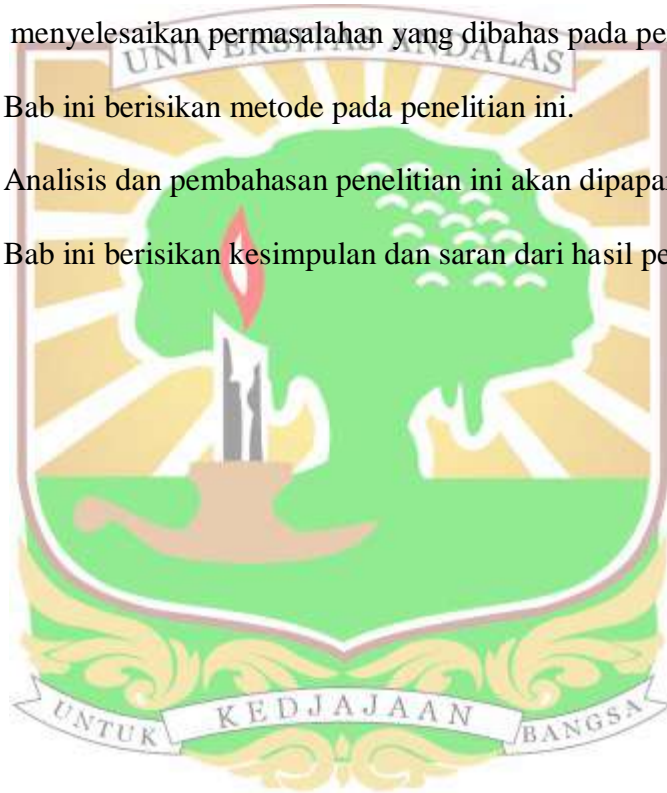 menyelesaikan permasalahan yang dibahas pada pe
UNIVERSITAS ANDALAS
Bab ini berisikan metode pada penelitian ini.
Analisis dan pembahasan penelitian ini akan dipapar
Bab ini berisikan kesimpulan dan saran dari hasil pe
UNTUK KEDJAJAAN BANGSA